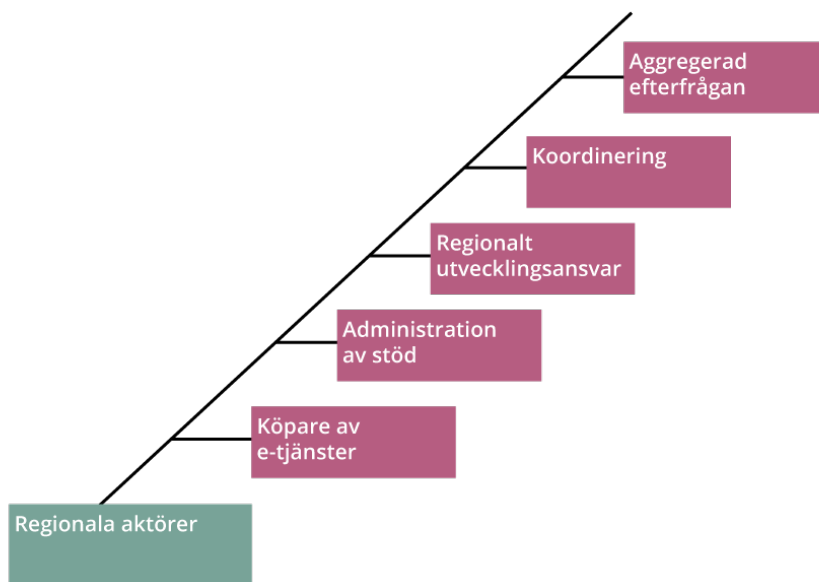 Aggregerad
efterfrågan
Koordinering
Regionalt
utvecklingsansvar
Administration
av stöd
Köpare av
e-tjänster
Regionala aktörer